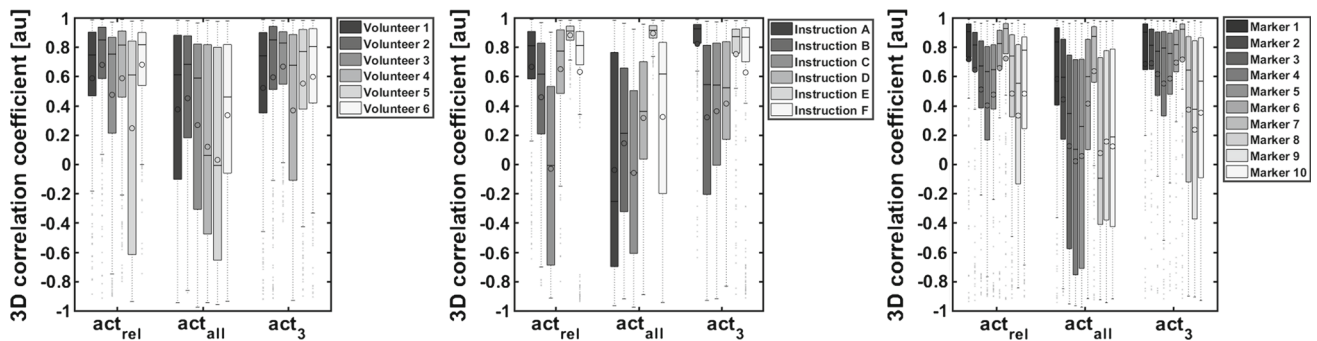 3D correlation coefficient [au]
1
0.8
0.6
0.4
0.2
0
-0.2
-0.4
-0.6
-0.8
-1
act_rel
act_all
act_3
Volunteer 1
Volunteer 2
Volunteer 3
Volunteer 4
Volunteer 5
Volunteer 6
3D correlation coefficient [au]
1
0.8
0.6
0.4
0.2
0
-0.2
-0.4
-0.6
-0.8
-1
act_rel
act_all
act_3
Instruction A
Instruction B
Instruction C
Instruction D
Instruction E
Instruction F
3D correlation coefficient [au]
1
0.8
0.6
0.4
0.2
0
-0.2
-0.4
-0.6
-0.8
-1
act_rel
act_all
act_3
Marker 1
Marker 2
Marker 3
Marker 4
Marker 5
Marker 6
Marker 7
Marker 8
Marker 9
Marker 10